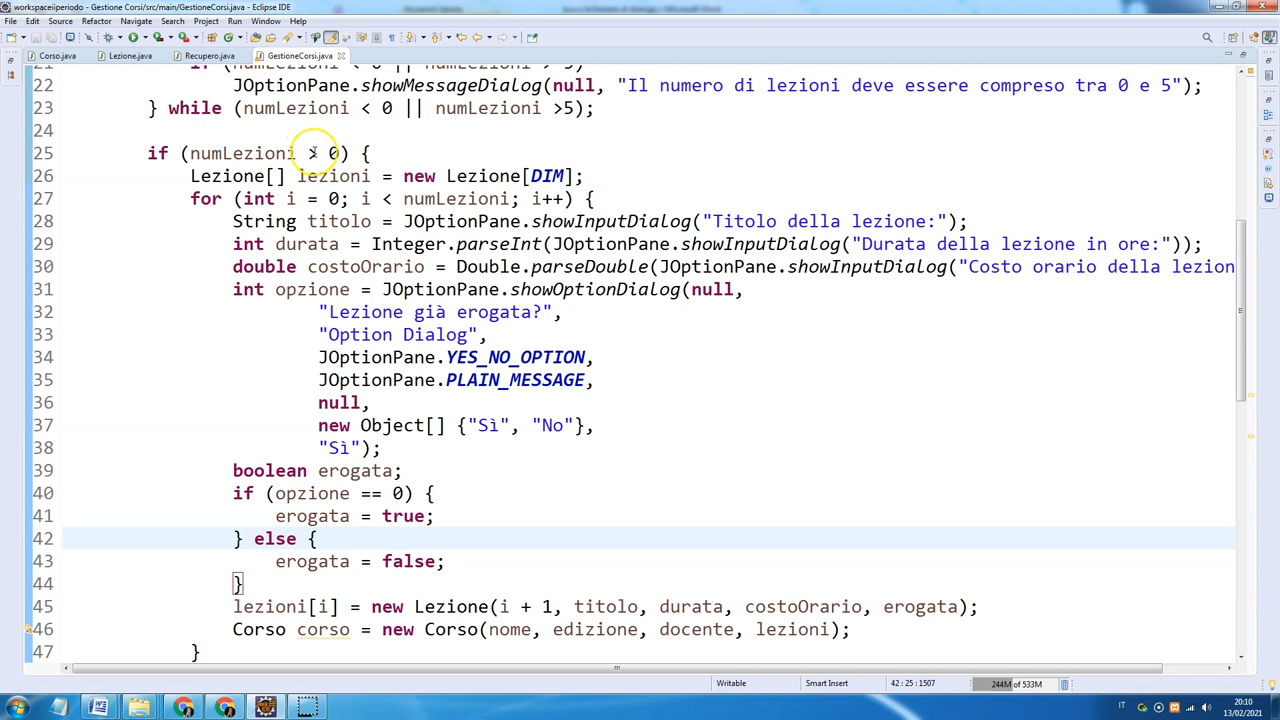 workspaceiiperiodo - GestioneCorsi/src/main/GestioneCorsi.java - Eclipse IDE
File Edit Source Refactor Navigate Search Project Run Window Help
Corso.java Lezione.java Recupero.java GestioneCorsi.java
22 JOptionPane.showMessageDialog(null, "Il numero di lezioni deve essere compreso tra 0 e 5");
23 } while (numLezioni < 0 || numLezioni >5);
24
25 if (numLezioni > 0) {
26 Lezione[] lezioni = new Lezione[DIM];
27 for (int i = 0; i < numLezioni; i++) {
28 String titolo = JOptionPane.showInputDialog("Titolo della lezione:");
29 int durata = Integer.parseInt(JOptionPane.showInputDialog("Durata della lezione in ore:"));
30 double costoOrario = Double.parseDouble(JOptionPane.showInputDialog("Costo orario della lezion
31 int opzione = JOptionPane.showOptionDialog(null,
32 "Lezione già erogata?",
33 "Option Dialog",
34 JOptionPane.YES_NO_OPTION,
35 JOptionPane.PLAIN_MESSAGE,
36 null,
37 new Object[] {"Sì", "No"},
38 "Sì");
39 boolean erogata;
40 if (opzione == 0) {
41 erogata = true;
42 } else {
43 erogata = false;
44 }
45 lezioni[i] = new Lezione(i + 1, titolo, durata, costoOrario, erogata);
46 Corso corso = new Corso(nome, edizione, docente, lezioni);
47 }
Writable Smart Insert 42 : 25 : 1507 244M of 533M
IT 20:10
13/02/2021